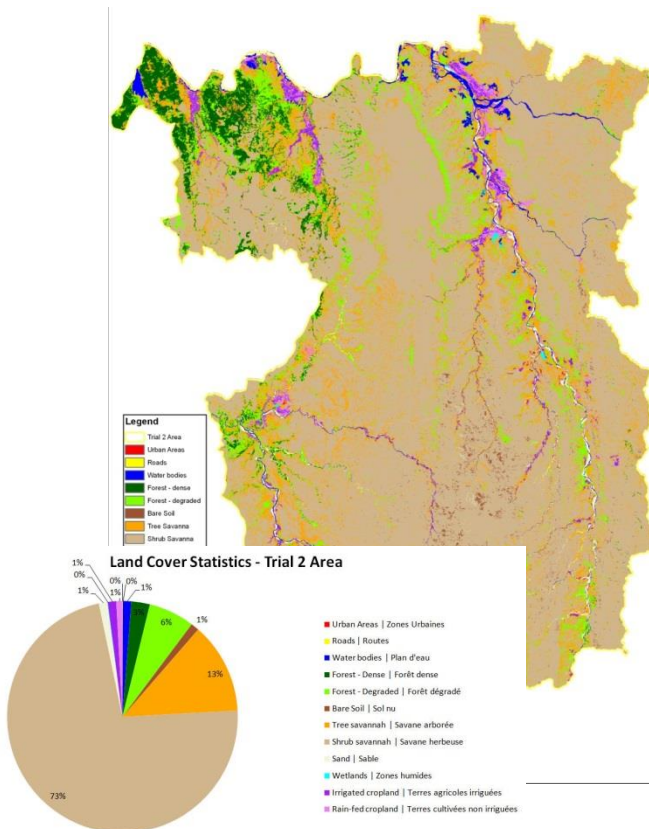 Legend
Trial 2 Area
Urban Areas
Roads
Water bodies
Forest - dense
Forest - degraded
Bare Soil
Tree Savanna
Shrub Savanna
Land Cover Statistics - Trial 2 Area
1%
0%
1%
0%
1%
0%
1%
3%
6%
1%
13%
73%
Urban Areas | Zones Urbaines
Roads | Routes
Water bodies | Plan d'eau
Forest - Dense | Forêt dense
Forest - Degraded | Forêt dégradé
Bare Soil | Sol nu
Tree savannah | Savane arborée
Shrub savannah | Savane herbeuse
Sand | Sable
Wetlands | Zones humides
Irrigated cropland | Terres agricoles irriguées
Rain-fed cropland | Terres cultivées non irriguées